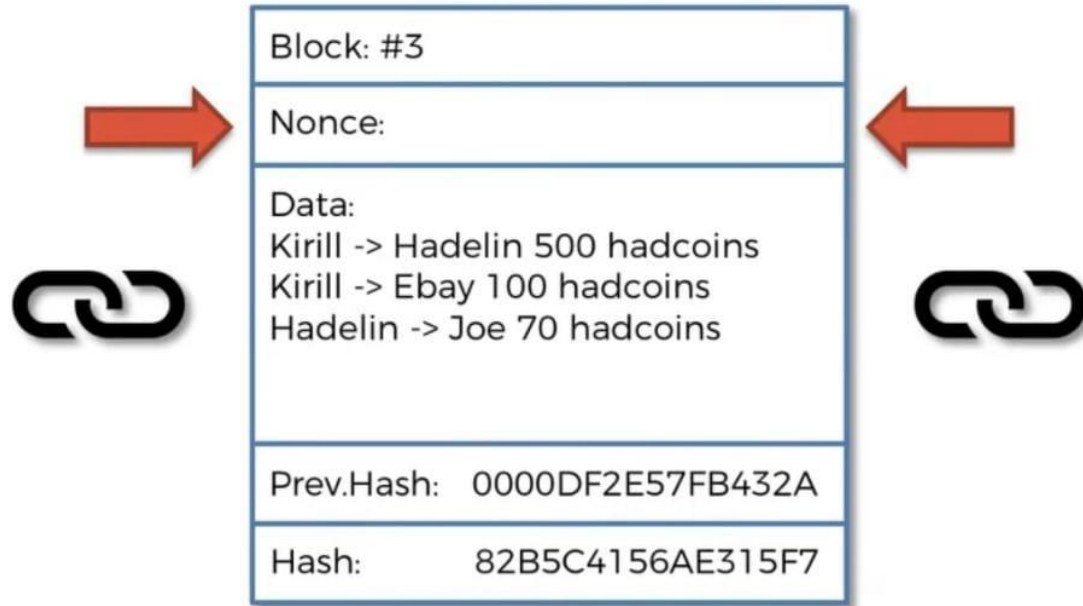 Block: #3
Nonce:
Data:
Kirill -> Hadelin 500 hadcoins
Kirill -> Ebay 100 hadcoins
Hadelin -> Joe 70 hadcoins
Prev.Hash: 0000DF2E57FB432A
Hash: 82B5C4156AE315F7